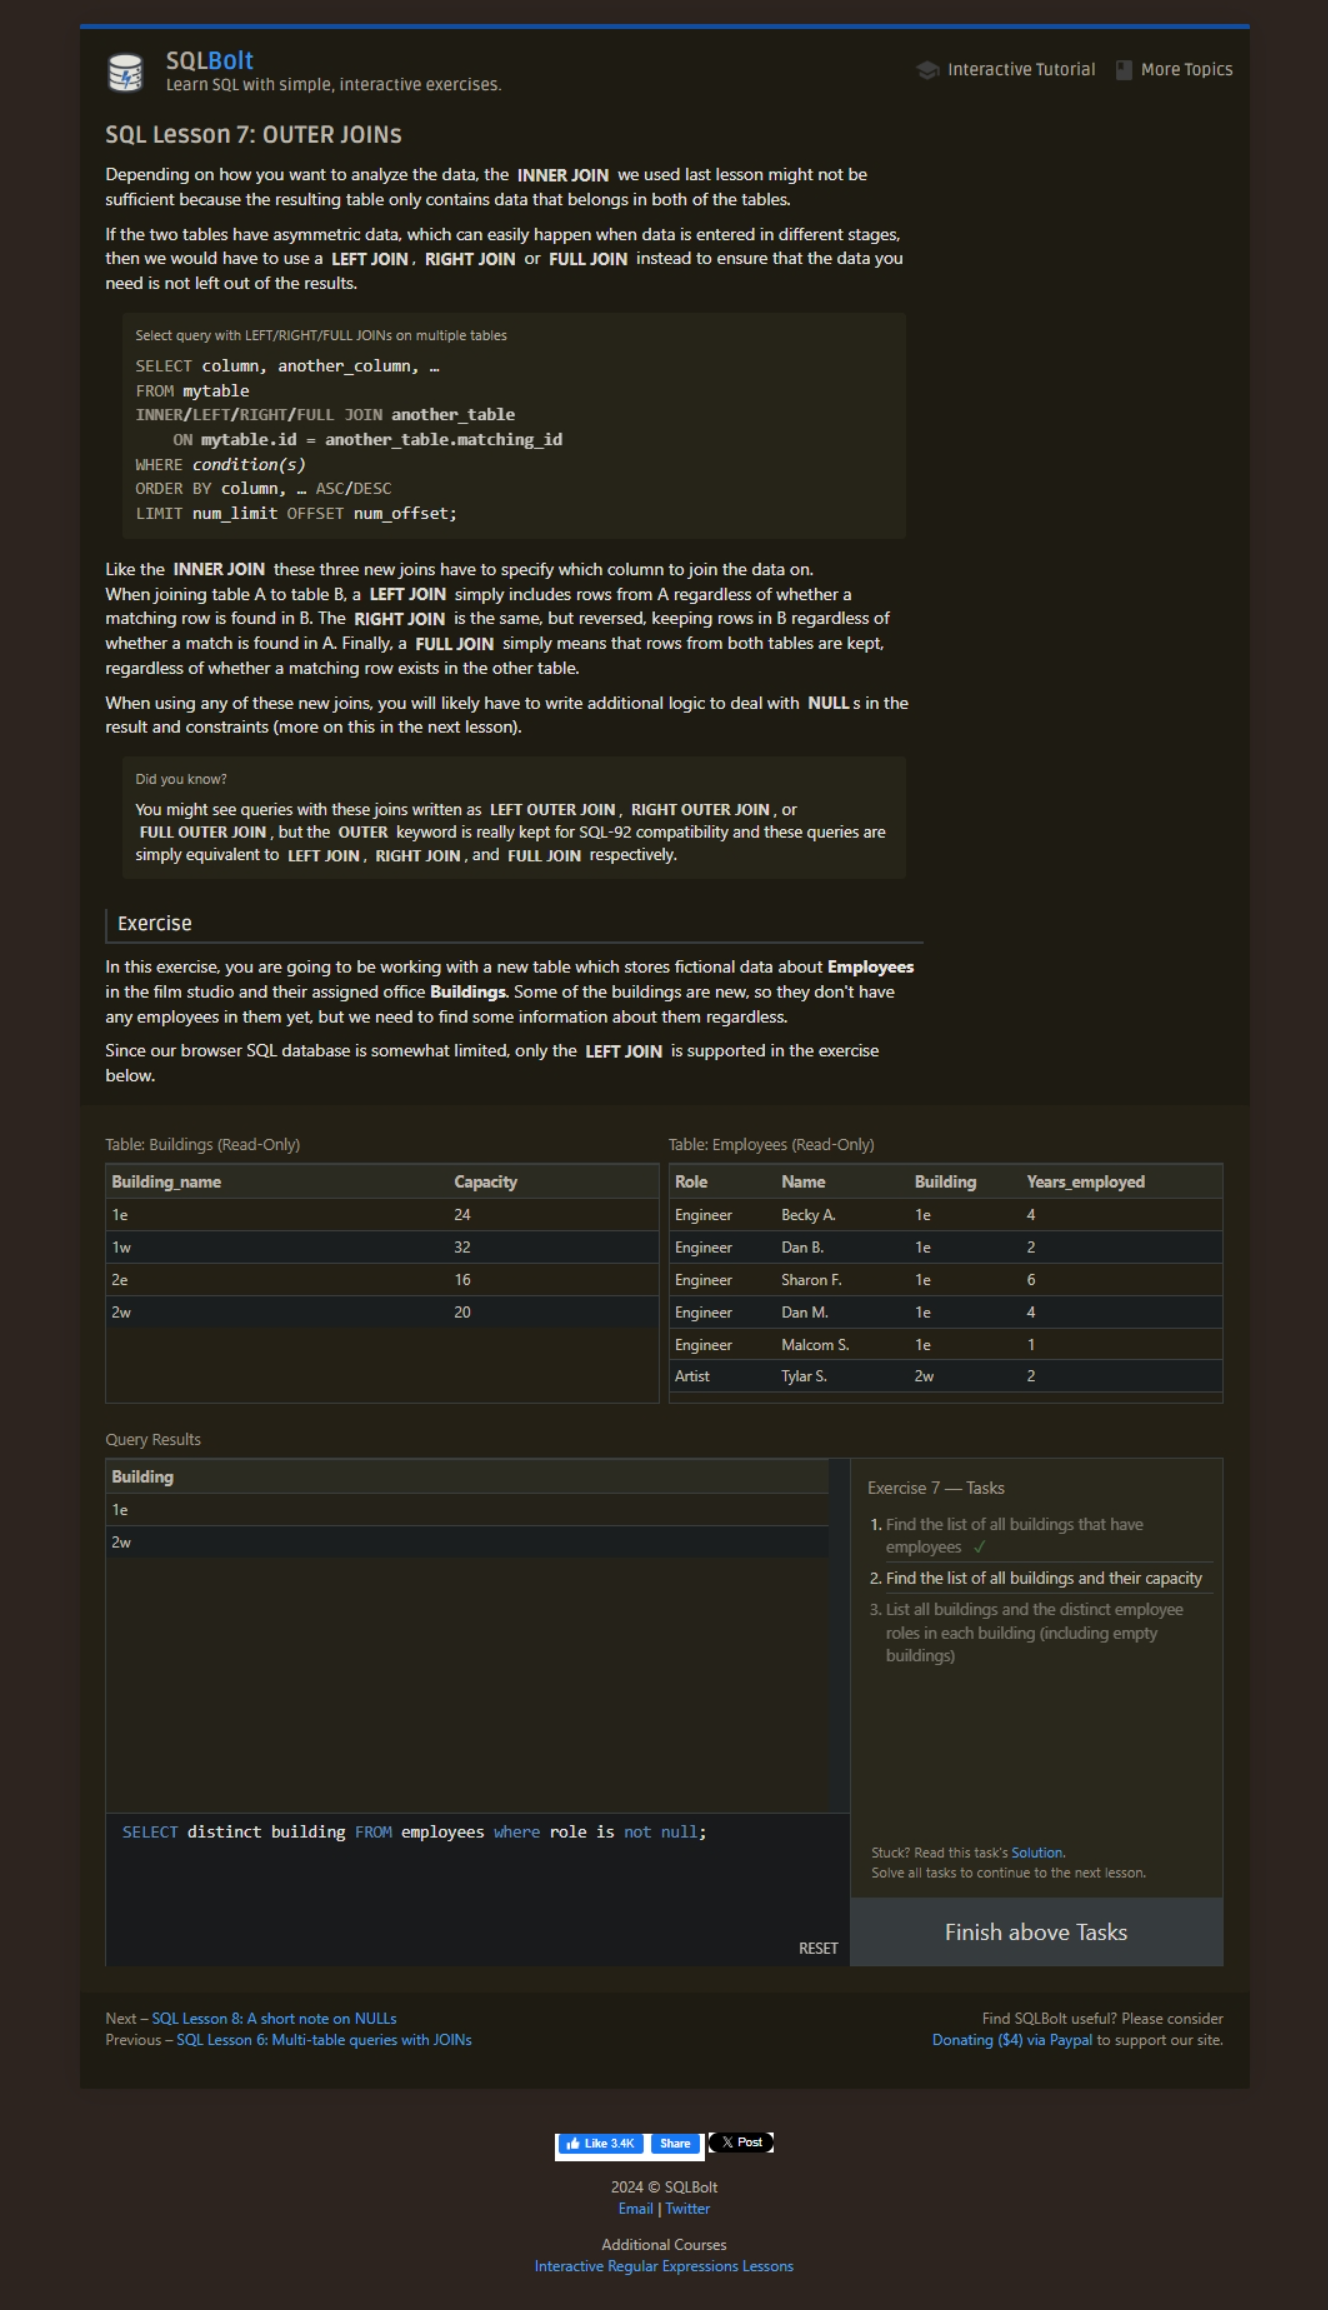 SQLBolt
Learn SQL with simple, interactive exercises.
Interactive Tutorial
More Topics
SQL Lesson 7: OUTER JOINs
Depending on how you want to analyze the data, the INNER JOIN we used last lesson might not be
sufficient because the resulting table only contains data that belongs in both of the tables.
If the two tables have asymmetric data, which can easily happen when data is entered in different stages,
then we would have to use a LEFT JOIN, RIGHT JOIN or FULL JOIN instead to ensure that the data you
need is not left out of the results.
Select query with LEFT/RIGHT/FULL JOINs on multiple tables
SELECT column, another_column, …
FROM mytable
INNER/LEFT/RIGHT/FULL JOIN another_table
ON mytable.id = another_table.matching_id
WHERE condition(s)
ORDER BY column, … ASC/DESC
LIMIT num_limit OFFSET num_offset;
Like the INNER JOIN these three new joins have to specify which column to join the data on.
When joining table A to table B, a LEFT JOIN simply includes rows from A regardless of whether a
matching row is found in B. The RIGHT JOIN is the same, but reversed, keeping rows in B regardless of
whether a match is found in A. Finally, a FULL JOIN simply means that rows from both tables are kept,
regardless of whether a matching row exists in the other table.
When using any of these new joins, you will likely have to write additional logic to deal with NULLs in the
result and constraints (more on this in the next lesson).
Did you know?
You might see queries with these joins written as LEFT OUTER JOIN, RIGHT OUTER JOIN, or
FULL OUTER JOIN, but the OUTER keyword is really kept for SQL-92 compatibility and these queries are
simply equivalent to LEFT JOIN, RIGHT JOIN, and FULL JOIN respectively.
Exercise
In this exercise, you are going to be working with a new table which stores fictional data about Employees
in the film studio and their assigned office Buildings. Some of the buildings are new, so they don't have
any employees in them yet, but we need to find some information about them regardless.
Since our browser SQL database is somewhat limited, only the LEFT JOIN is supported in the exercise
below.
Table: Buildings (Read-Only)
Building_name Capacity
1e 24
1w 32
2e 16
2w 20
Table: Employees (Read-Only)
Role Name Building Years_employed
Engineer Becky A. 1e 4
Engineer Dan B. 1e 2
Engineer Sharon F. 1e 6
Engineer Dan M. 1e 4
Engineer Malcom S. 1e 1
Artist Tylar S. 2w 2
Query Results
Building
1e
2w
SELECT distinct building FROM employees where role is not null;
RESET
Exercise 7 — Tasks
1. Find the list of all buildings that have
employees ✓
2. Find the list of all buildings and their capacity
3. List all buildings and the distinct employee
roles in each building (including empty
buildings)
Stuck? Read this task's Solution.
Solve all tasks to continue to the next lesson.
Finish above Tasks
Next – SQL Lesson 8: A short note on NULLs
Previous – SQL Lesson 6: Multi-table queries with JOINs
Find SQLBolt useful? Please consider
Donating ($4) via Paypal to support our site.
Like 3.4K
Share
X Post
2024 © SQLBolt
Email | Twitter
Additional Courses
Interactive Regular Expressions Lessons